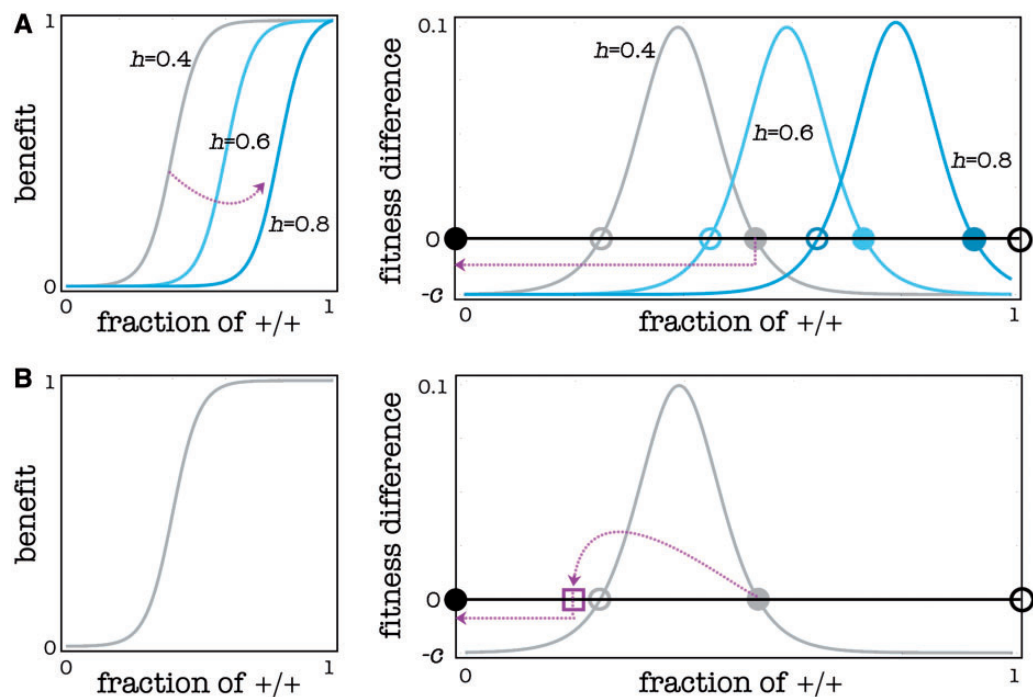 A
1
h=0.4
h=0.6
h=0.8
benefit
0
0
1
fraction of +/+
0.1
h=0.4
h=0.6
h=0.8
fitness difference
0
-c
0
1
fraction of +/+
B
1
benefit
0
0
1
fraction of +/+
0.1
fitness difference
0
-c
0
1
fraction of +/+